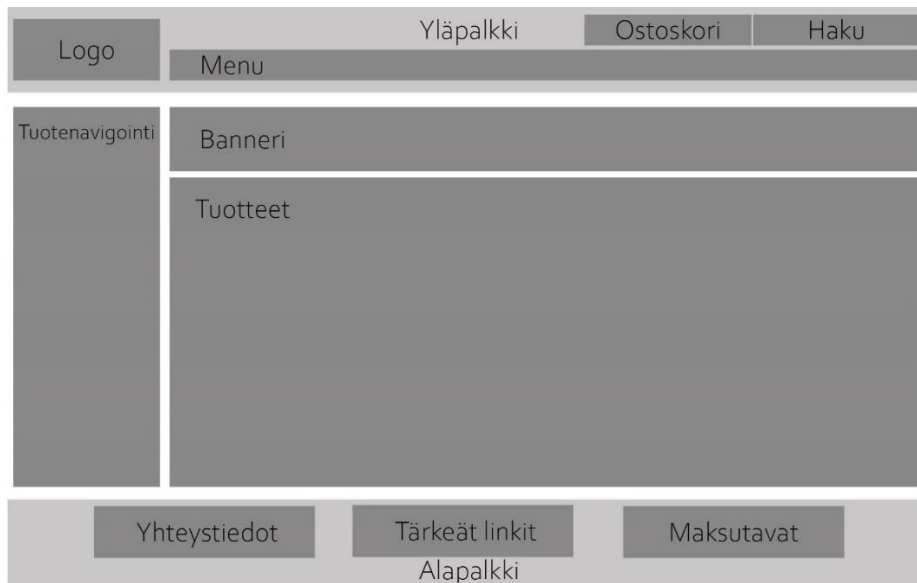 Logo
Yläpalkki
Ostoskori
Haku
Menu
Tuotenavigointi
Banneri
Tuotteet
Yhteystiedot
Tärkeät linkit
Maksutavat
Alapalkki